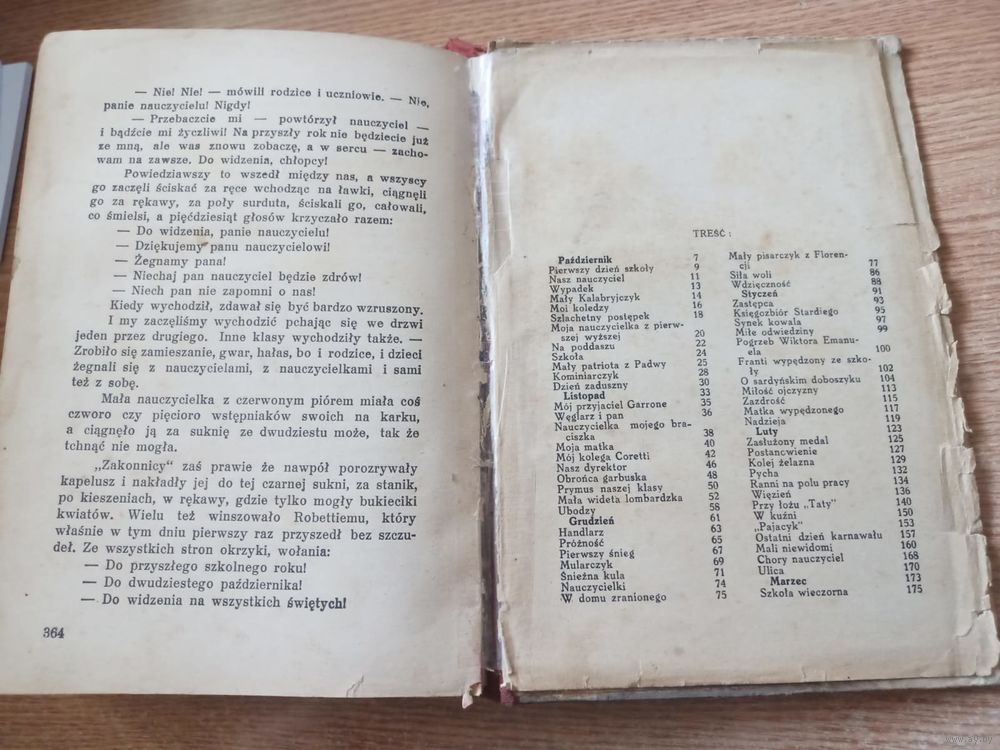 — Nie! Nie! — mówili rodzice i uczniowie. — Nie,
panie nauczycielu! Nigdy!
— Przebaczcie mi — powtórzył nauczyciel —
i bądźcie mi życzliwi! Na przyszły rok nie będziecie już
ze mną, ale was znowu zobaczę, a w sercu — zacho-
wam na zawsze. Do widzenia, chłopcy!
Powiedziawszy to wszedł między nas, a wszyscy
go zaczęli ściskać za ręce wchodząc na ławki, ciągnęli
go za rękawy, za poły surduta, ściskali go, całowali,
co śmielsi, a pięćdziesiąt głosów krzyczało razem:
— Do widzenia, panie nauczycielu!
— Dziękujemy panu nauczycielowi!
— Żegnamy pana!
— Niechaj pan nauczyciel będzie zdrów!
— Niech pan nie zapomni o nas!
Kiedy wychodził, zdawał się być bardzo wzruszony.
I my zaczęliśmy wychodzić pchając się we drzwi
jeden przez drugiego. Inne klasy wychodziły także. —
Zrobiło się zamieszanie, gwar, hałas, bo i rodzice, i dzieci
żegnali się z nauczycielami, z nauczycielkami i sami
też z sobą.
Mała nauczycielka z czerwonym piórem miała coś
czworo czy pięcioro wstępniaków swoich na karku,
a ciągnęło ją za suknię ze dwudziestu może, tak że
tchnąć nie mogła.
„Zakonnicy" zaś prawie że nawpół porozrywały
kapelusz i nakładły jej do tej czarnej sukni, za stanik,
po kieszeniach, w rękawy, gdzie tylko mogły bukieciki
kwiatów. Wielu też winszowało Robettiemu, który
właśnie w tym dniu pierwszy raz przyszedł bez szczu-
deł. Ze wszystkich stron okrzyki, wołania:
— Do przyszłego szkolnego roku!
— Do dwudziestego października!
— Do widzenia na wszystkich świętych!
364
TREŚĆ:
Październik 7
Pierwszy dzień szkoły 9
Nasz nauczyciel 11
Wypadek 13
Mały Kalabryjczyk 14
Moi koledzy 16
Szlachetny postępek 18
Moja nauczycielka z pierw-
szej wyższej 20
Na poddaszu 22
Szkoła 24
Mały patriota z Padwy 25
Kominiarczyk 28
Dzień zaduszny 30
Listopad 33
Mój przyjaciel Garrone 35
Węglarz i pan 36
Nauczycielka mojego bra-
ciszka 38
Moja matka 40
Mój kolega Coretti 42
Nasz dyrektor 46
Obrońca garbuska 48
Prymus naszej klasy 50
Mała wideta lombardzka 52
Ubodzy 58
Grudzień 61
Handlarz 63
Próżność 65
Pierwszy śnieg 67
Mularczyk 69
Śnieżna kula 71
Nauczycielki 74
W domu zranionego 75
Mały pisarczyk z Floren-
cji 77
Siła woli 86
Wdzięczność 88
Styczeń 91
Zastępca 93
Księgozbiór Stardiego 95
Synek kowala 97
Miłe odwiedziny 99
Pogrzeb Wiktora Emanu-
ela 100
Franti wypędzony ze szko-
ły 102
O sardyńskim doboszyku 104
Miłość ojczyzny 113
Zazdrość 115
Matka wypędzonego 117
Nadzieja 119
Luty 123
Zasłużony medal 125
Postanowienie 127
Kolej żelazna 129
Pycha 132
Ranni na polu pracy 134
Więzień 136
Przy łożu „Taty" 140
W kuźni 150
„Pajacyk" 153
Ostatni dzień karnawału 157
Mali niewidomi 160
Chory nauczyciel 168
Ulica 170
Marzec 173
Szkoła wieczorna 175
www.ay.by